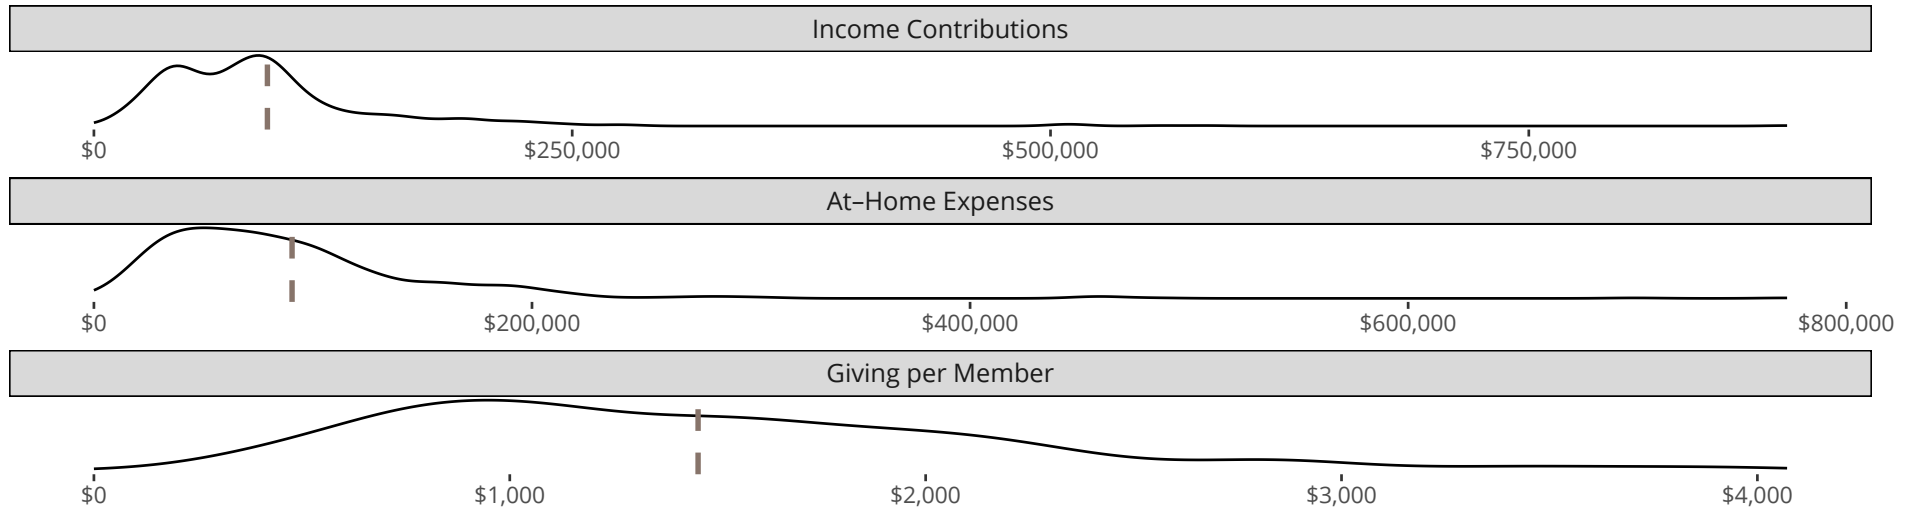 Income Contributions
$0 $250,000 $500,000 $750,000
At–Home Expenses
$0 $200,000 $400,000 $600,000 $800,000
Giving per Member
$0 $1,000 $2,000 $3,000 $4,000